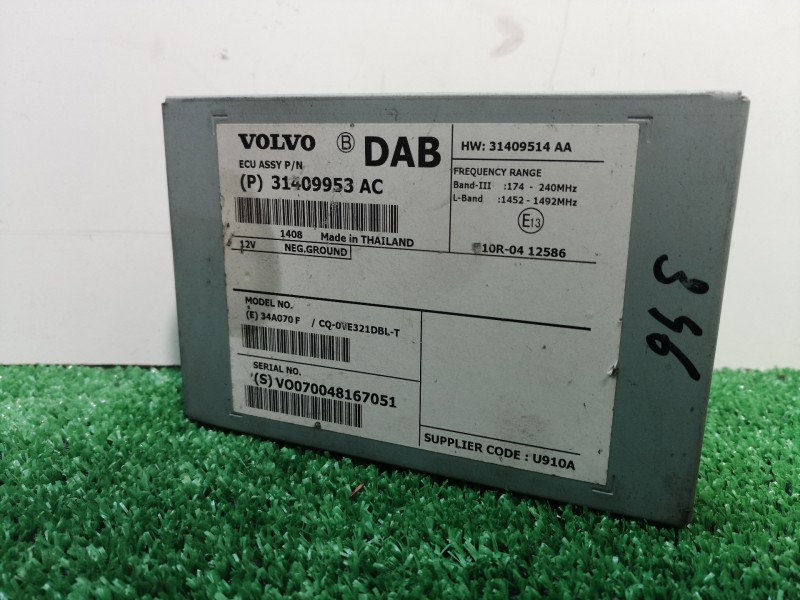 VOLVO B DAB
ECU ASSY P/N
(P) 31409953 AC
1408 Made in THAILAND
12V NEG.GROUND
HW: 31409514 AA
FREQUENCY RANGE
Band-III :174 - 240MHz
L-Band :1452 - 1492MHz
E13
10R-04 12586
MODEL NO.
(E) 34A070 F / CQ-0VE321DBL-T
SERIAL NO.
(S) VO070048167051
SUPPLIER CODE : U910A